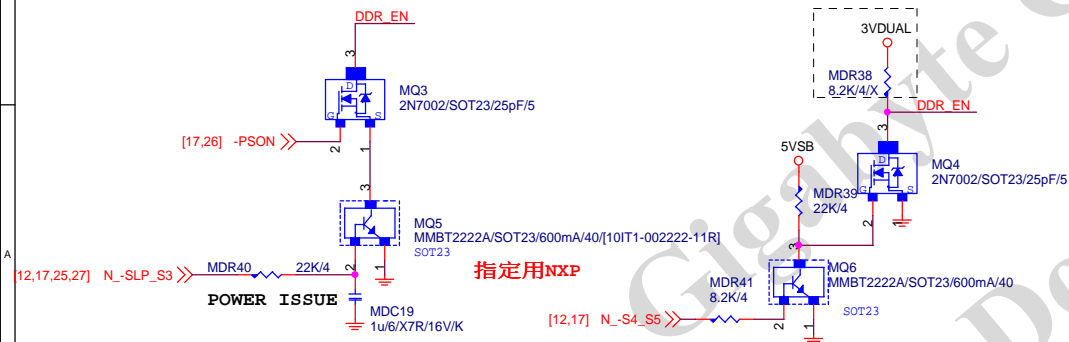 DDR_EN
3
D
G
S
MQ3
2N7002/SOT23/25pF/5
[17,26] -PSON
2
1
3
MQ5
MMBT2222A/SOT23/600mA/40/[10IT1-002222-11R]
SOT23
2
1
[12,17,25,27] N_-SLP_S3
MDR40
22K/4
POWER ISSUE
MDC19
1u/6/X7R/16V/K
指定用NXP
3VDUAL
MDR38
8.2K/4/X
DDR_EN
3
D
G
S
MQ4
2N7002/SOT23/25pF/5
2
1
5VSB
MDR39
22K/4
3
MQ6
MMBT2222A/SOT23/600mA/40
SOT23
2
1
MDR41
8.2K/4
[12,17] N_-S4_S5
A
Gigabyte